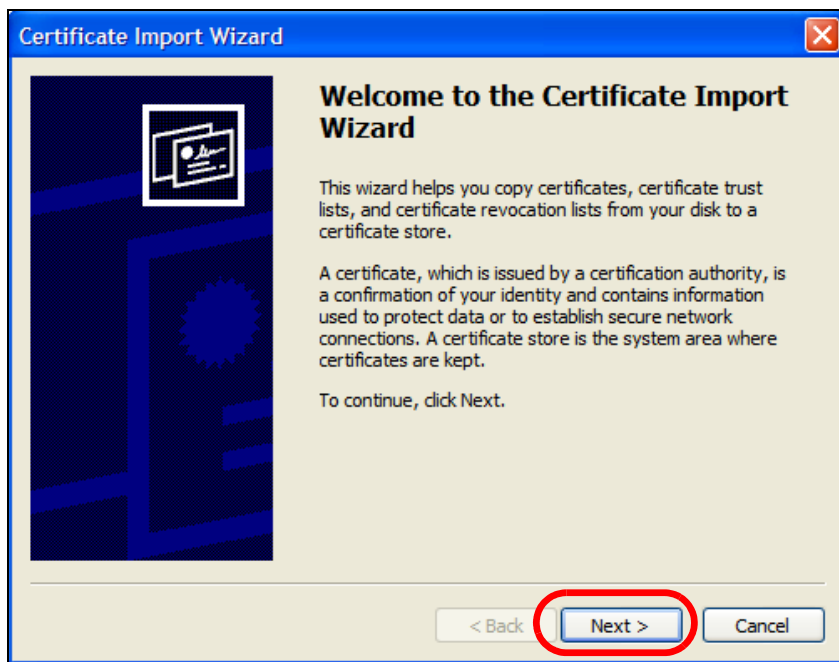 Certificate Import Wizard
Welcome to the Certificate Import
Wizard
This wizard helps you copy certificates, certificate trust
lists, and certificate revocation lists from your disk to a
certificate store.
A certificate, which is issued by a certification authority, is
a confirmation of your identity and contains information
used to protect data or to establish secure network
connections. A certificate store is the system area where
certificates are kept.
To continue, click Next.
< Back Next > Cancel